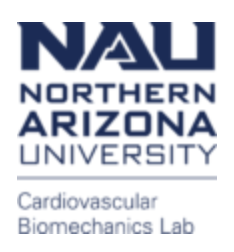 NAU
NORTHERN
ARIZONA
UNIVERSITY
Cardiovascular
Biomechanics Lab